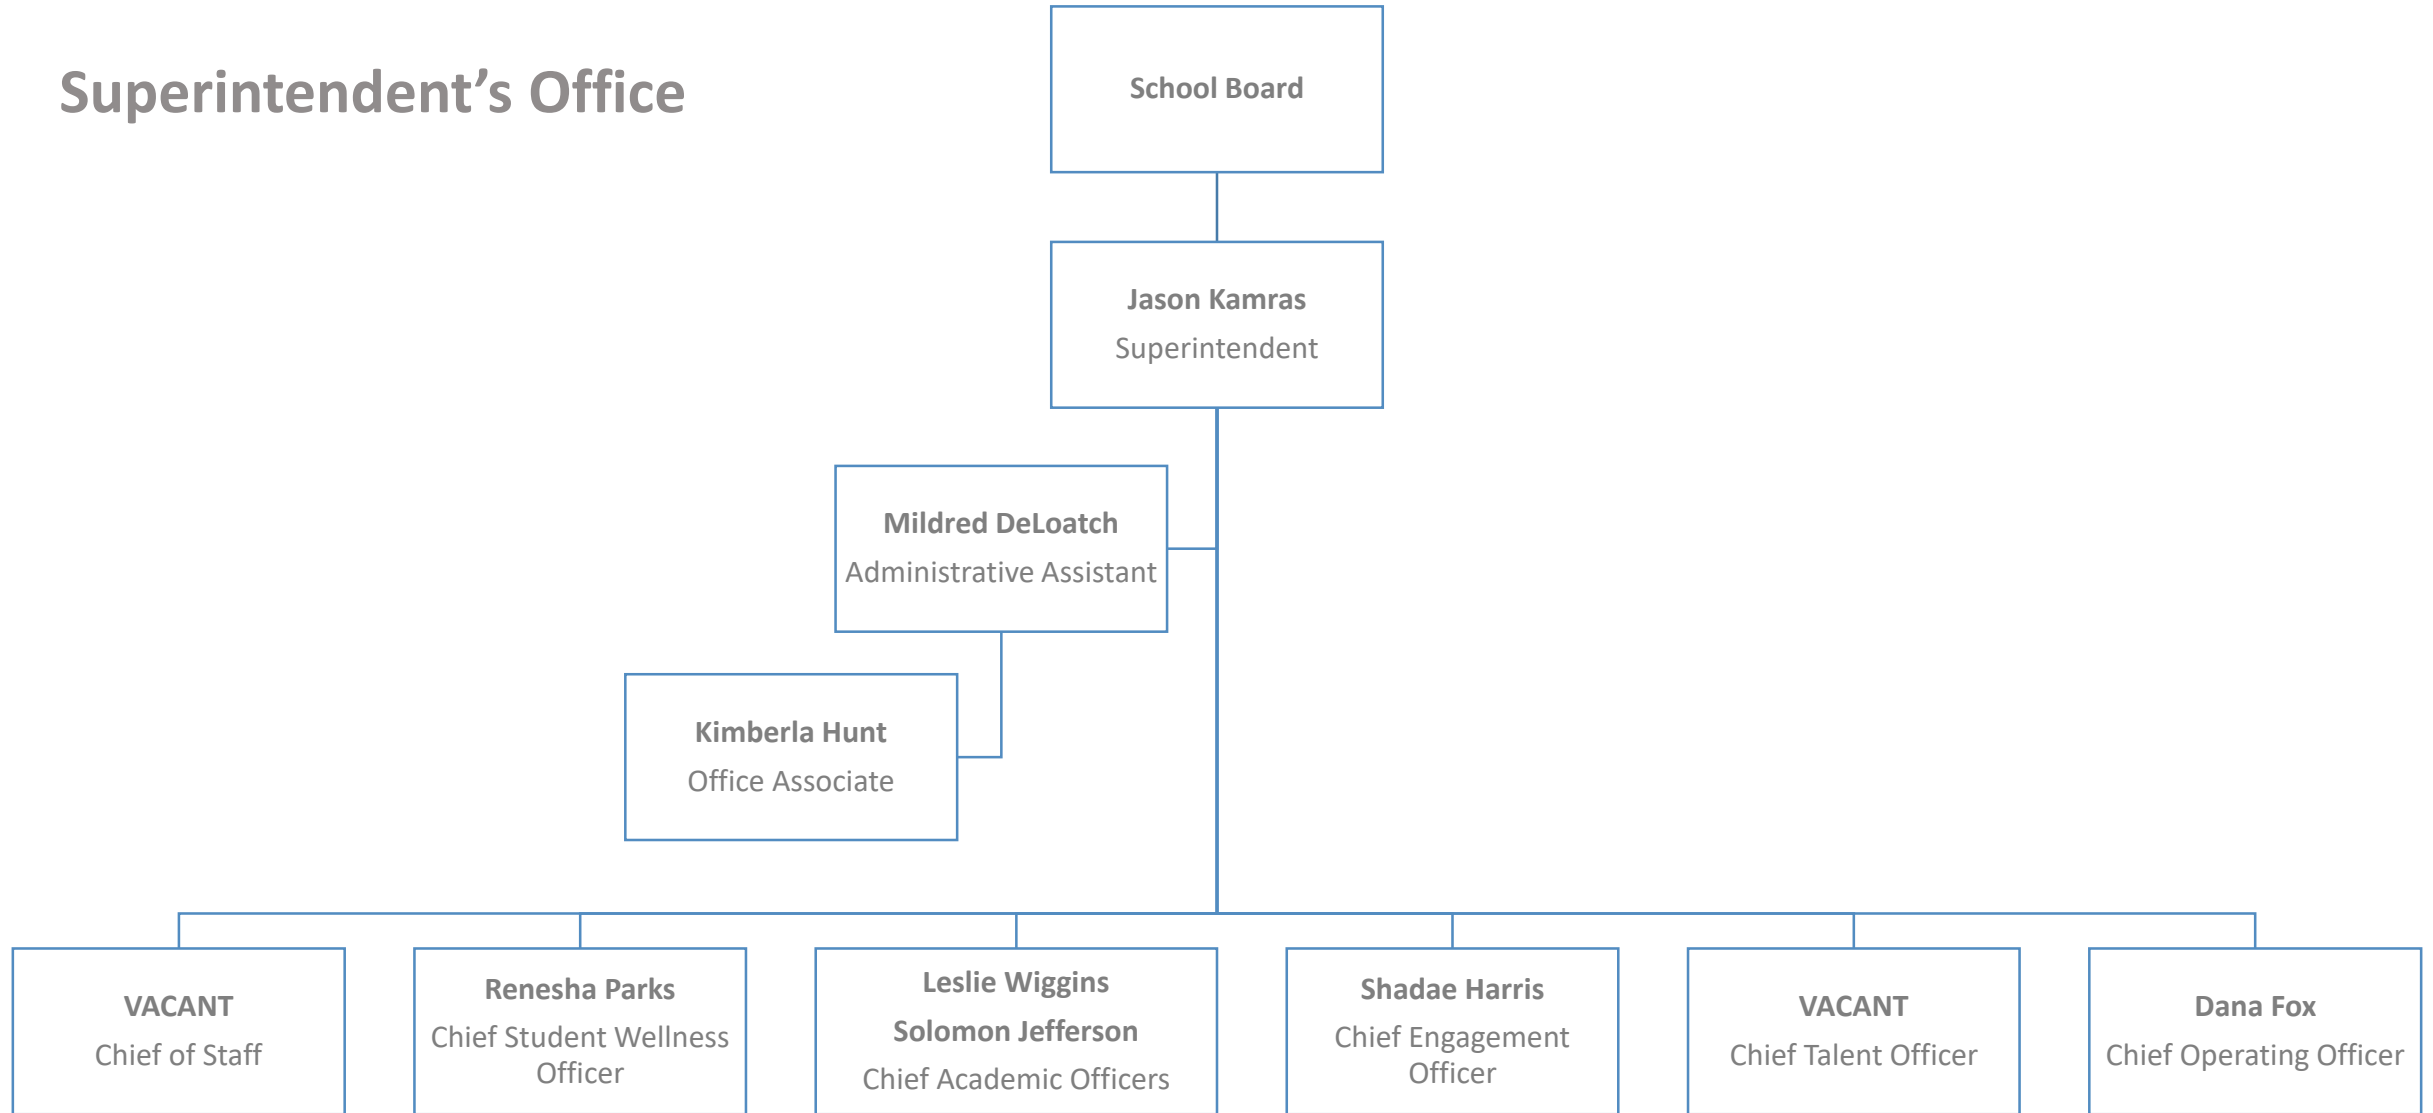 Superintendent’s Office
School Board
Jason Kamras
Superintendent
Mildred DeLoatch
Administrative Assistant
Kimberla Hunt
Office Associate
VACANT
Chief of Staff
Renesha Parks
Chief Student Wellness
Officer
Leslie Wiggins
Solomon Jefferson
Chief Academic Officers
Shadae Harris
Chief Engagement
Officer
VACANT
Chief Talent Officer
Dana Fox
Chief Operating Officer